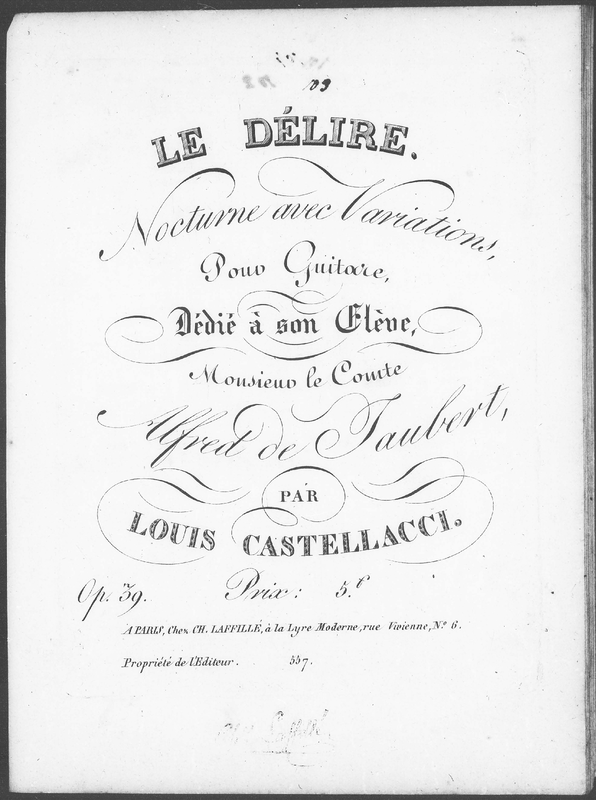 LE DÉLIRE.
Nocturne avec Variations,
Pour Guitare,
Dédié à son Elève,
Monsieur le Comte
Alfred de Jaubert,
PAR
LOUIS CASTELLACCI.
Op. 39. Prix: 5.f
A PARIS, Chez CH. LAFFILLÉ, à la Lyre Moderne, rue Vivienne, N.º 6.
Propriété de l'Editeur. 557.